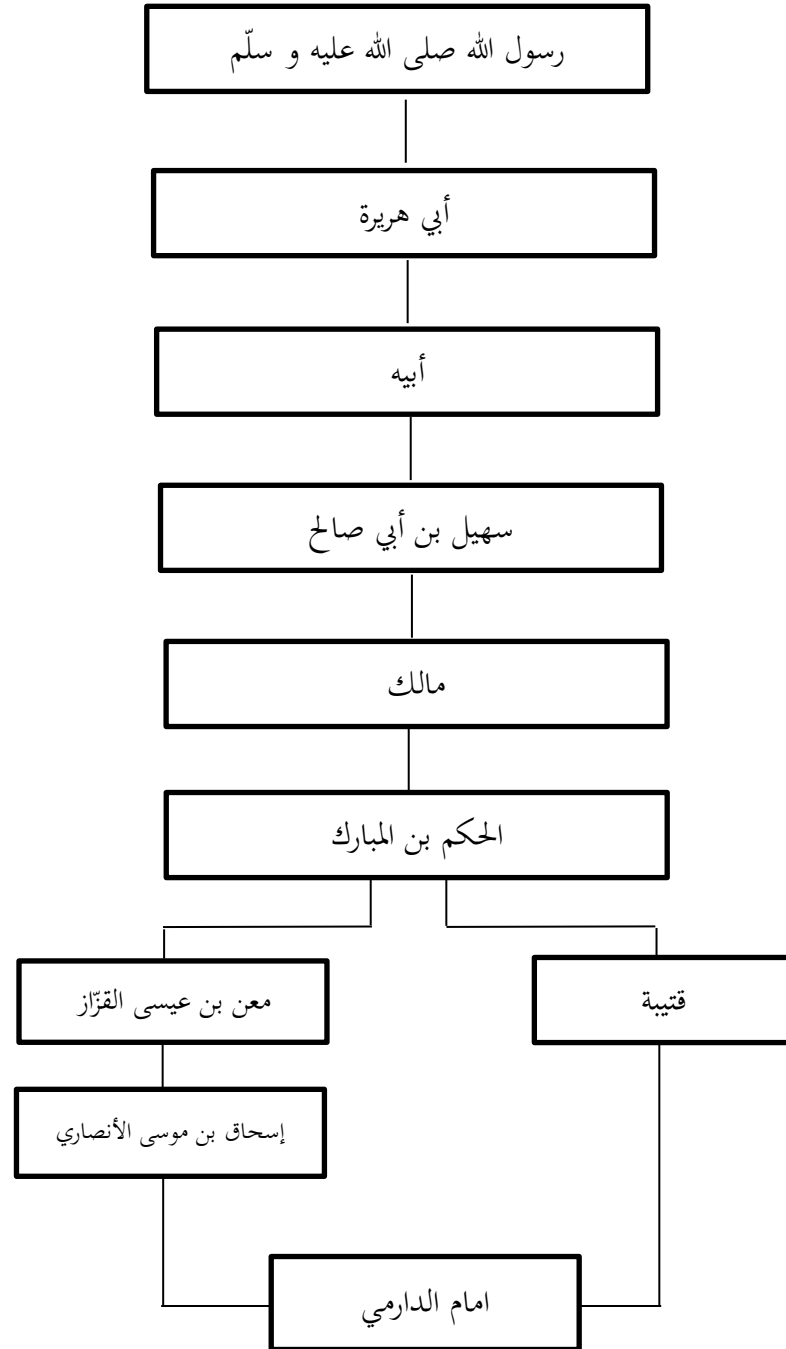 رسول الله صلى الله عليه و سلّم
أبي هريرة
أبيه
سهيل بن أبي صالح
مالك
الحكم بن المبارك
معن بن عيسى القزّاز
قتيبة
إسحاق بن موسى الأنصاري
امام الدارمي